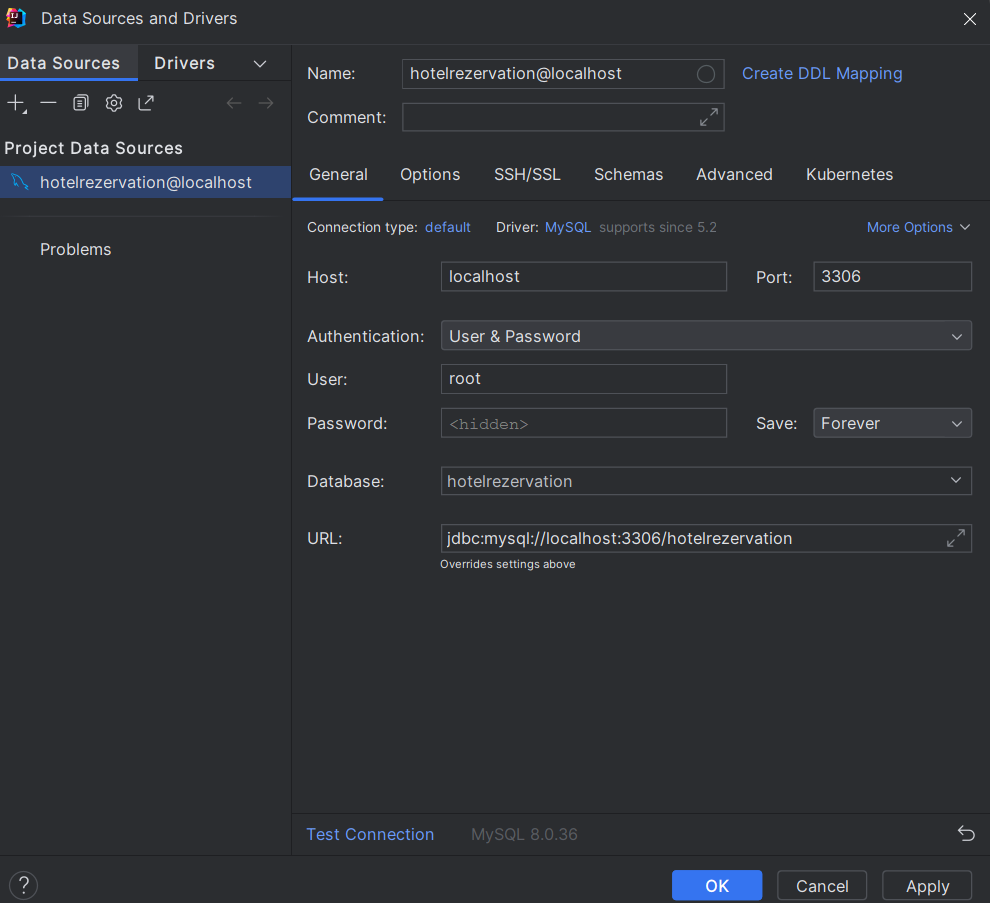 Data Sources and Drivers
Data Sources Drivers
Project Data Sources
hotelrezervation@localhost
Problems
Name: hotelrezervation@localhost Create DDL Mapping
Comment:
General Options SSH/SSL Schemas Advanced Kubernetes
Connection type: default Driver: MySQL supports since 5.2 More Options
Host: localhost Port: 3306
Authentication: User & Password
User: root
Password: <hidden> Save: Forever
Database: hotelrezervation
URL: jdbc:mysql://localhost:3306/hotelrezervation
Overrides settings above
Test Connection MySQL 8.0.36
? OK Cancel Apply